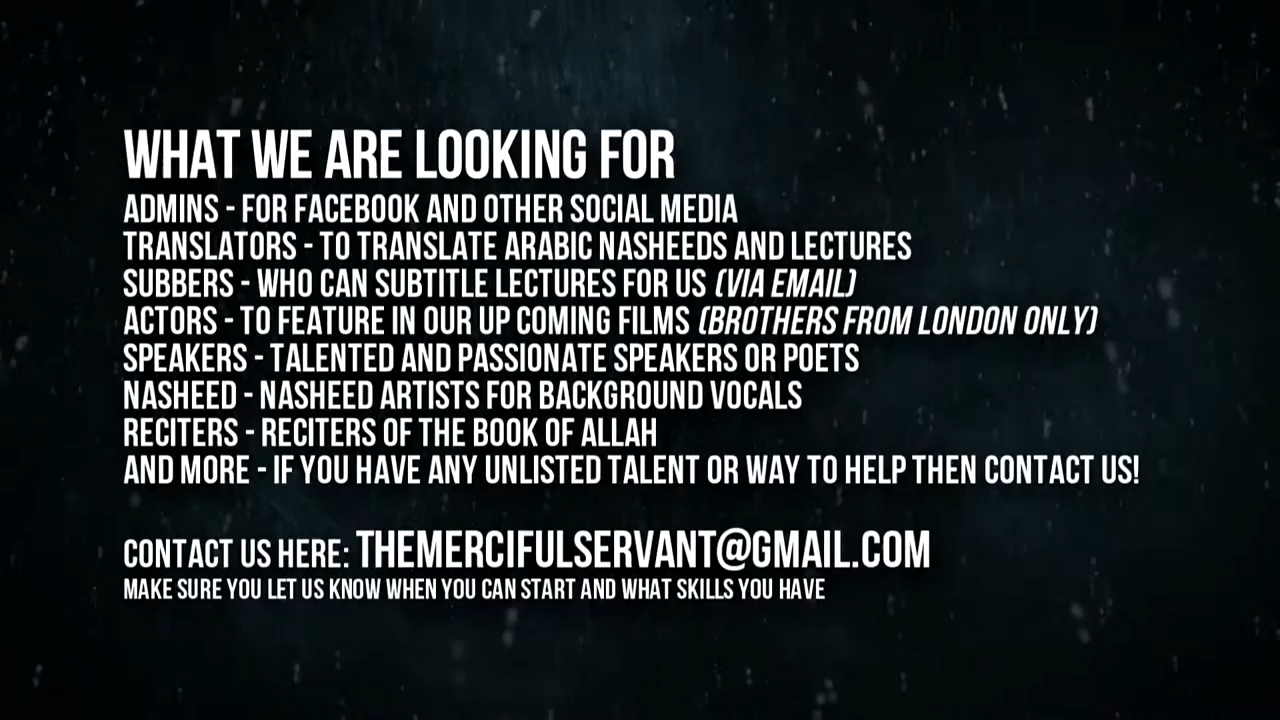 WHAT WE ARE LOOKING FOR
ADMINS - FOR FACEBOOK AND OTHER SOCIAL MEDIA
TRANSLATORS - TO TRANSLATE ARABIC NASHEEDS AND LECTURES
SUBBERS - WHO CAN SUBTITLE LECTURES FOR US (VIA EMAIL)
ACTORS - TO FEATURE IN OUR UP COMING FILMS (BROTHERS FROM LONDON ONLY)
SPEAKERS - TALENTED AND PASSIONATE SPEAKERS OR POETS
NASHEED - NASHEED ARTISTS FOR BACKGROUND VOCALS
RECITERS - RECITERS OF THE BOOK OF ALLAH
AND MORE - IF YOU HAVE ANY UNLISTED TALENT OR WAY TO HELP THEN CONTACT US!
CONTACT US HERE: THEMERCIFULSERVANT@GMAIL.COM
MAKE SURE YOU LET US KNOW WHEN YOU CAN START AND WHAT SKILLS YOU HAVE